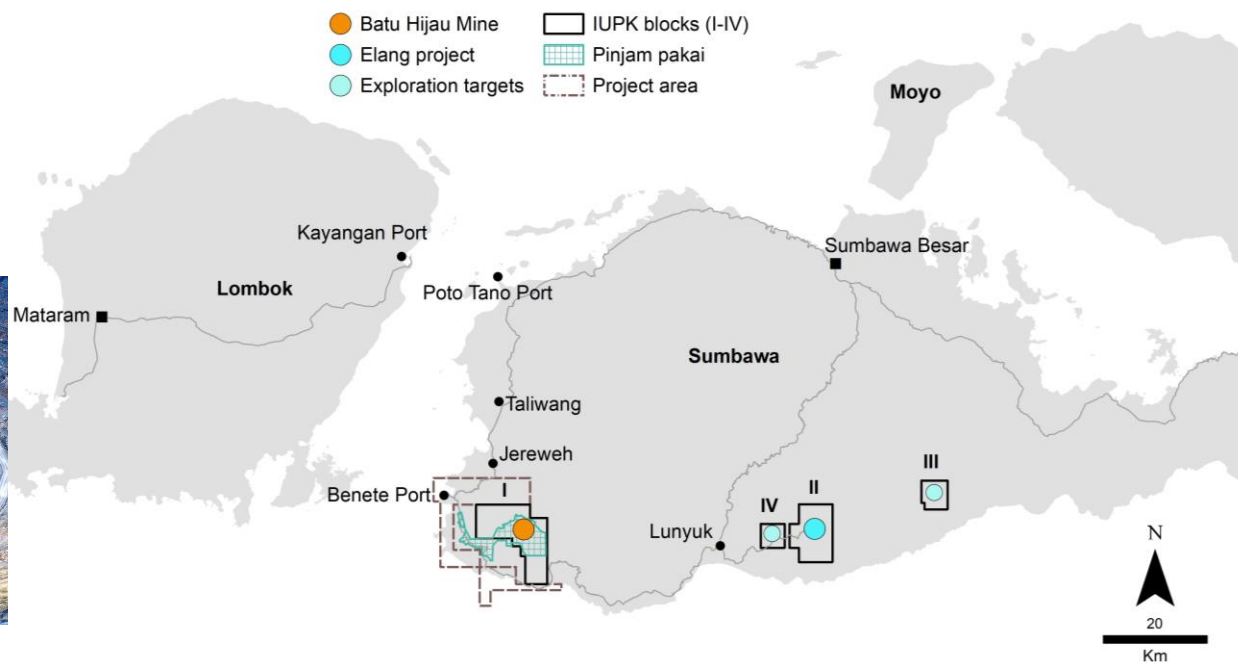 Batu Hijau Mine
Elang project
Exploration targets
IUPK blocks (I-IV)
Pinjam pakai
Project area
Moyo
Kayangan Port
Sumbawa Besar
Lombok
Poto Tano Port
Mataram
Sumbawa
Taliwang
Jereweh
III
I
Benete Port
II
IV
Lunyuk
N
20
Km